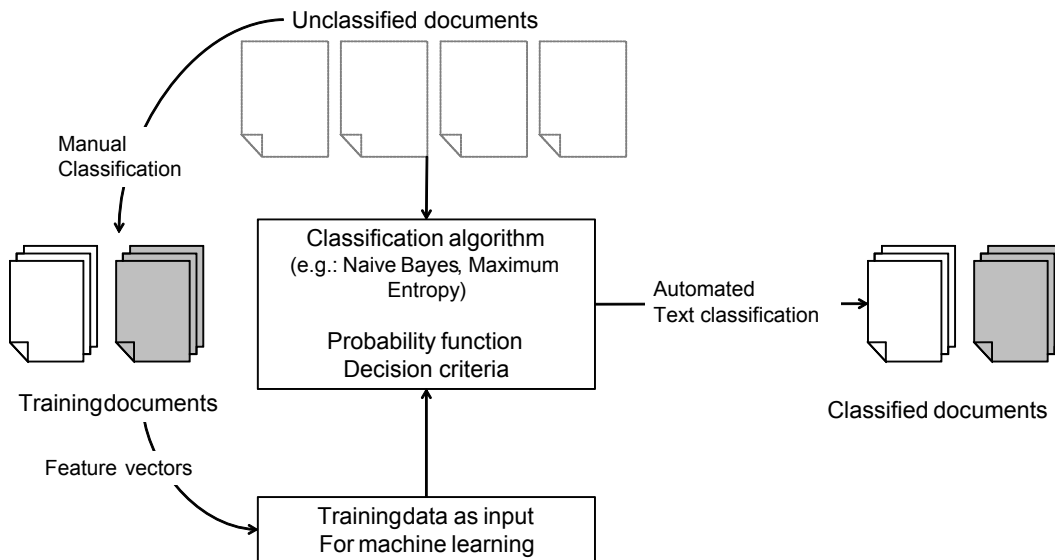 Unclassified documents
Manual
Classification
Classification algorithm
(e.g.: Naive Bayes, Maximum
Entropy)
Probability function
Decision criteria
Automated
Text classification
Trainingdocuments
Classified documents
Feature vectors
Trainingdata as input
For machine learning